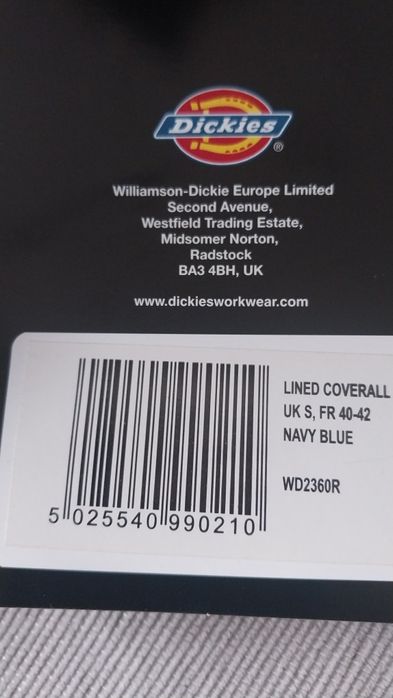 Dickies
®
Williamson-Dickie Europe Limited
Second Avenue,
Westfield Trading Estate,
Midsomer Norton,
Radstock
BA3 4BH, UK
www.dickiesworkwear.com
LINED COVERALL
UK S, FR 40-42
NAVY BLUE
WD2360R
5 025540 990210